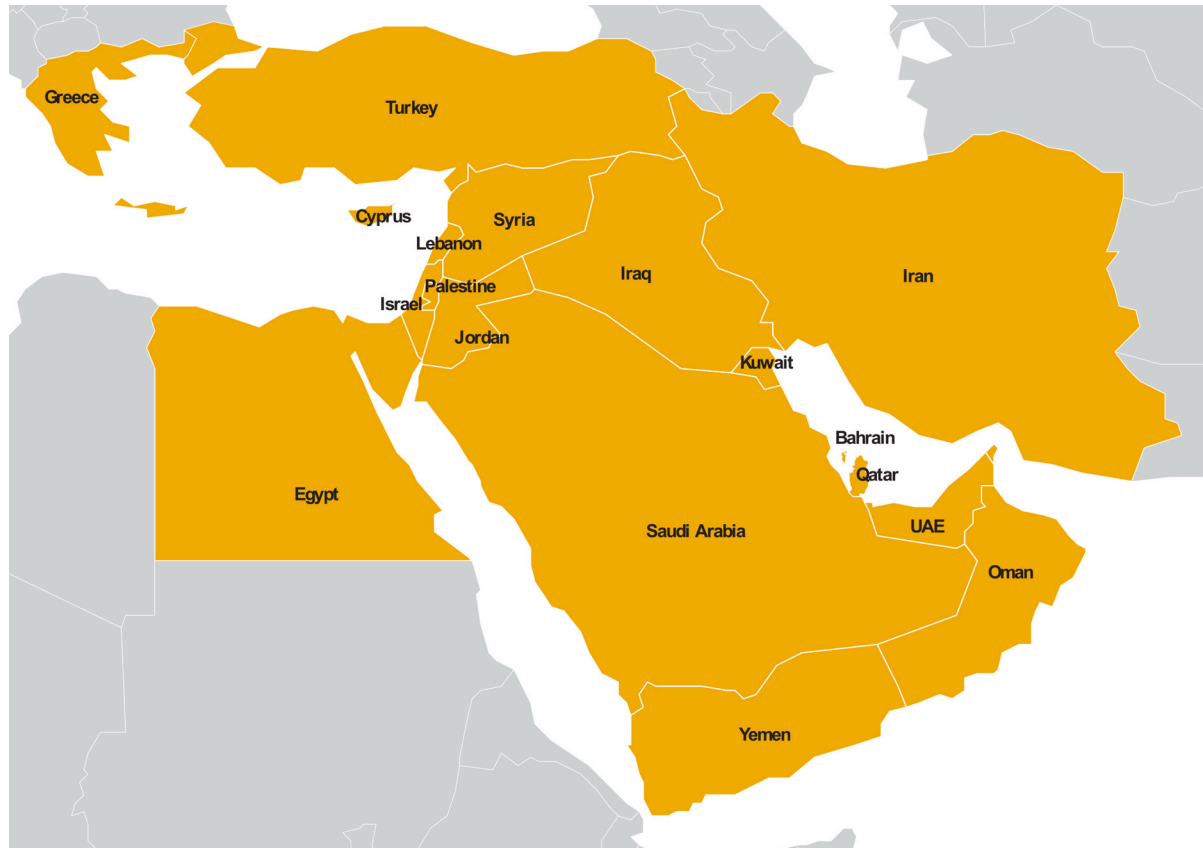 Greece
Turkey
Cyprus
Syria
Lebanon
Iraq
Iran
Palestine
Israel
Jordan
Kuwait
Bahrain
Qatar
Egypt
UAE
Saudi Arabia
Oman
Yemen